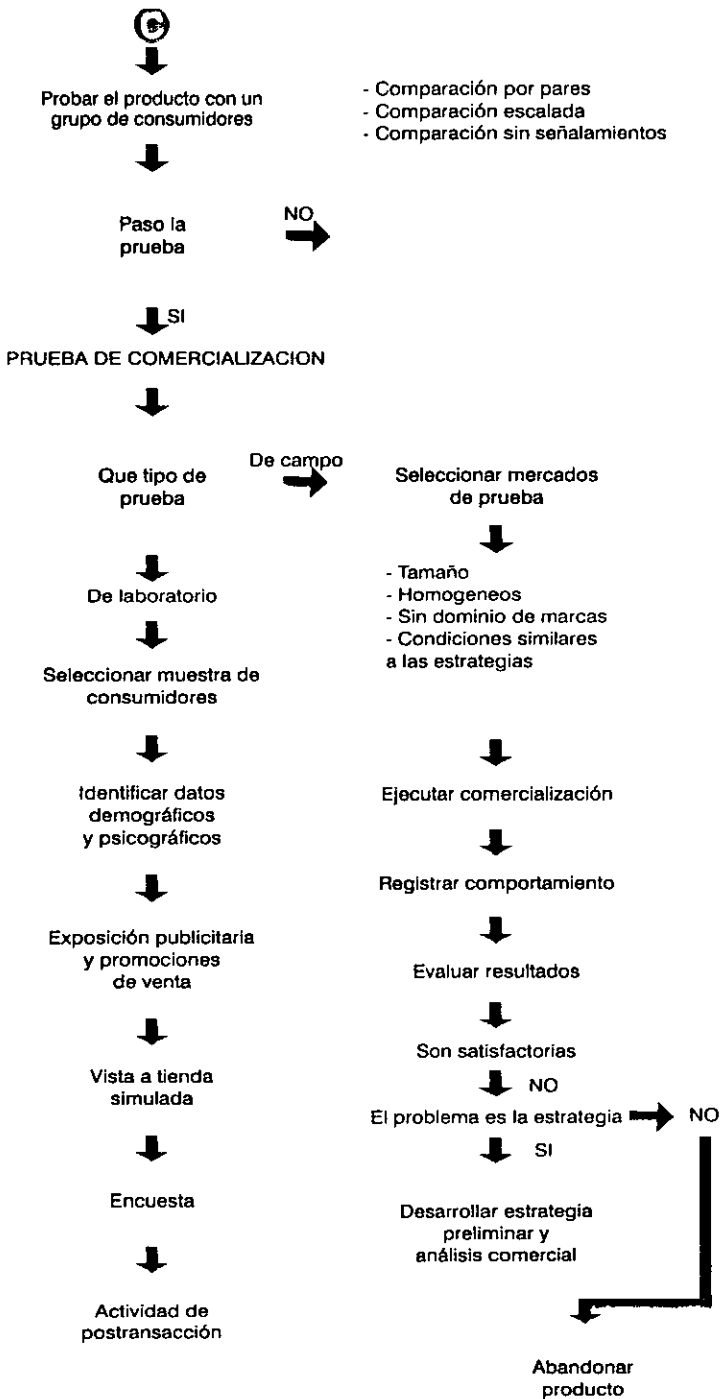 C
Probar el producto con un
grupo de consumidores
- Comparación por pares
- Comparación escalada
- Comparación sin señalamientos
Paso la
prueba
NO
SI
PRUEBA DE COMERCIALIZACION
Que tipo de
prueba
De campo
Seleccionar mercados
de prueba
De laboratorio
- Tamaño
- Homogeneos
- Sin dominio de marcas
- Condiciones similares
a las estrategias
Seleccionar muestra de
consumidores
Identificar datos
demográficos
y psicográficos
Ejecutar comercialización
Registrar comportamiento
Exposición publicitaria
y promociones
de venta
Evaluar resultados
Son satisfactorias
Vista a tienda
simulada
NO
El problema es la estrategia
NO
SI
Encuesta
Desarrollar estrategia
preliminar y
análisis comercial
Actividad de
postransacción
Abandonar
producto